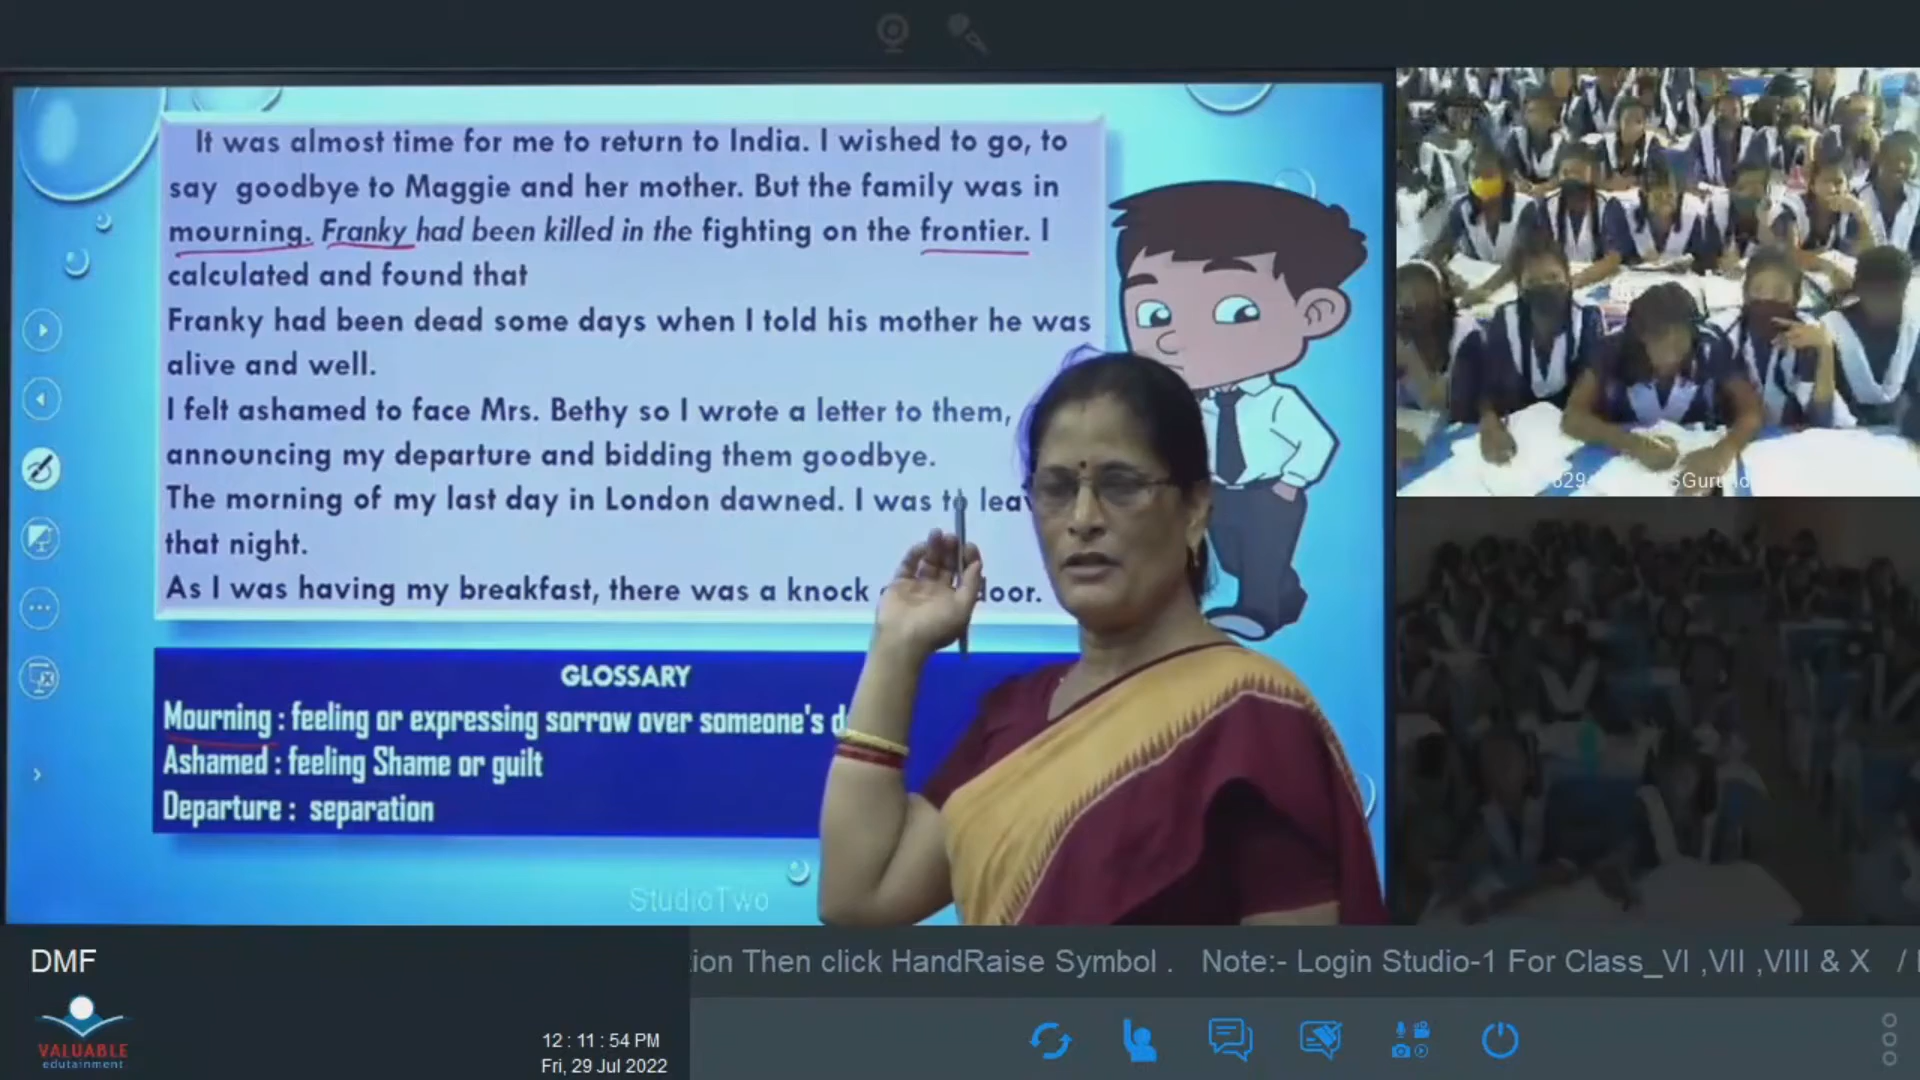 It was almost time for me to return to India. I wished to go, to
say goodbye to Maggie and her mother. But the family was in
mourning. Franky had been killed in the fighting on the frontier. I
calculated and found that
Franky had been dead some days when I told his mother he was
alive and well.
I felt ashamed to face Mrs. Bethy so I wrote a letter to them,
announcing my departure and bidding them goodbye.
The morning of my last day in London dawned. I was to
that night.
As I was having my breakfast, there was a knock
GLOSSARY
Mourning : feeling or expressing sorrow over someone's
Ashamed : feeling Shame or guilt
Departure : separation
StudioTwo
DMF
Then click HandRaise Symbol . Note:- Login Studio-1 For Class_VI ,VII ,VIII & X /
VALUABLE
edutainment
12 : 11 : 54 PM
Fri, 29 Jul 2022